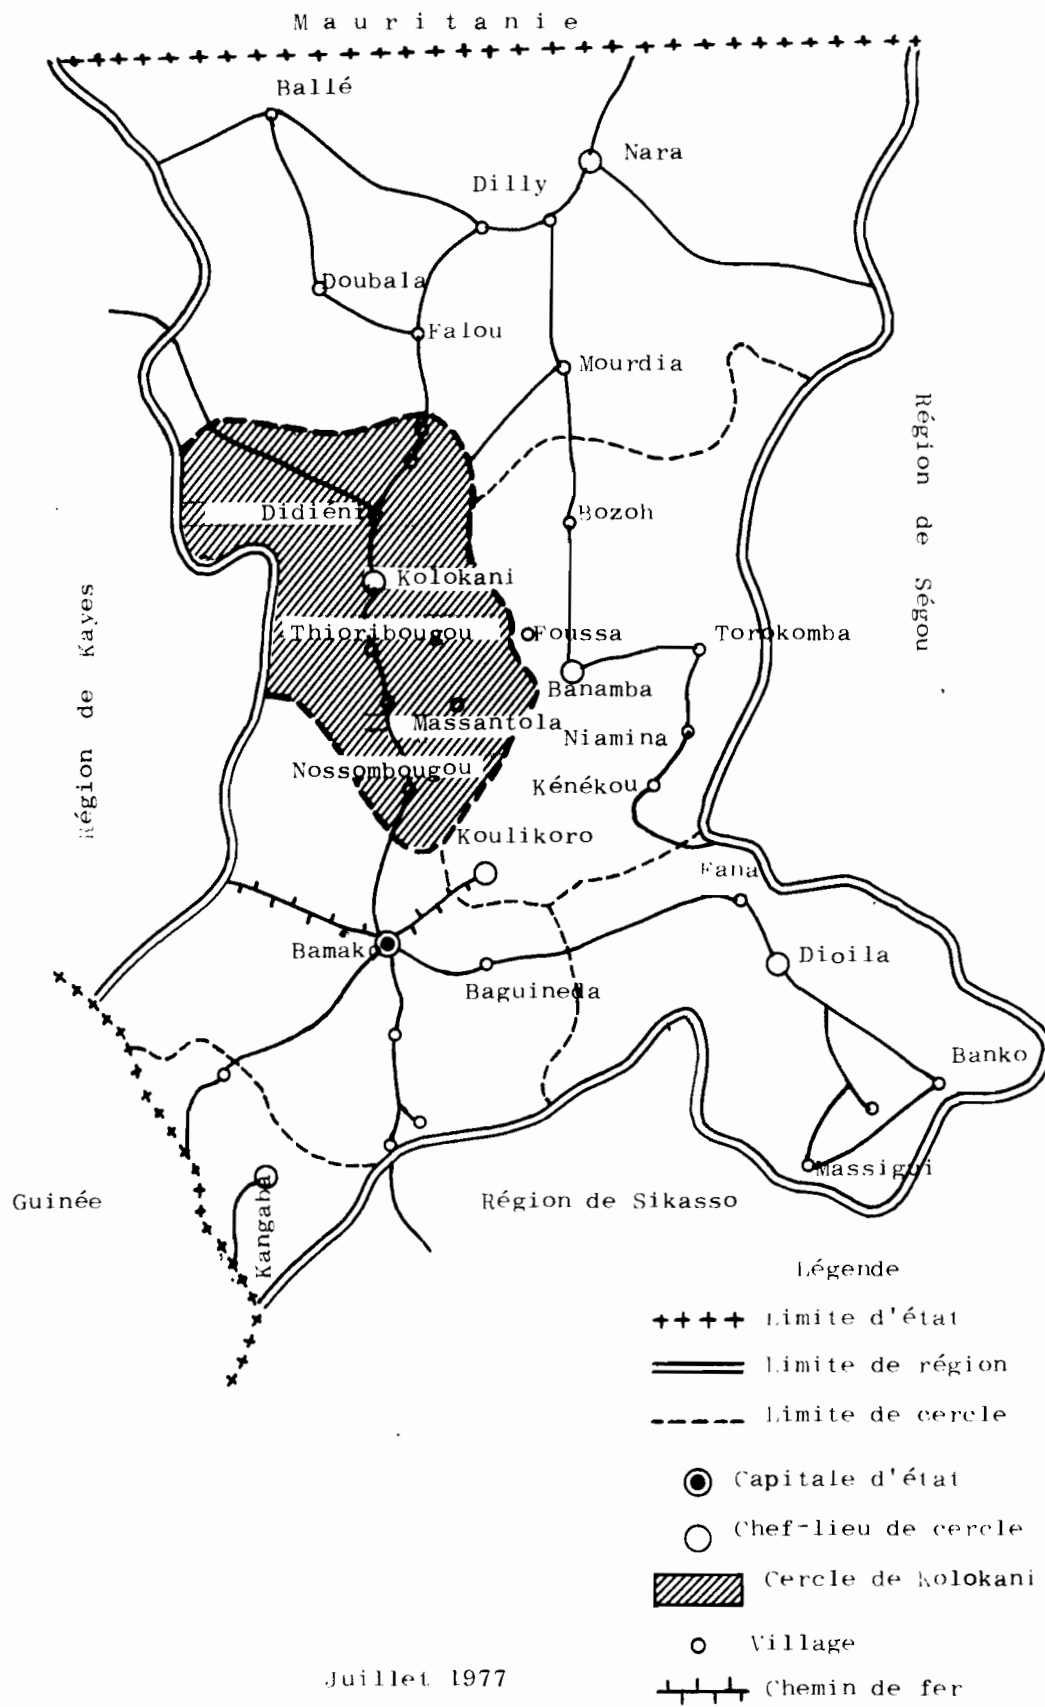 Mauritanie
Ballé
Nara
Dilly
Doubala
Falou
Mourdia
Région de Ségou
Didiéni
Bozoh
Kolokani
Région de Kayes
Thioribougou
Foussa
Torokomba
Banamba
Massantola
Niamina
Nossombougou
Kénékou
Koulikoro
Fana
Bamak
Dioila
Baguineda
Banko
Massigui
Kangaba
Guinée
Région de Sikasso
Légende
Limite d'état
Limite de région
Limite de cercle
Capitale d'état
Chef-lieu de cercle
Cercle de Kolokani
Village
Juillet 1977
Chemin de fer